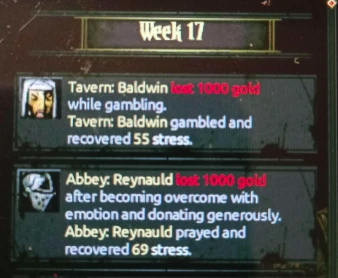 Week 17
Tavern: Baldwin lost 1000 gold
while gambling.
Tavern: Baldwin gambled and
recovered 55 stress.
Abbey: Reynauld lost 1000 gold
after becoming overcome with
emotion and donating generously.
Abbey: Reynauld prayed and
recovered 69 stress.